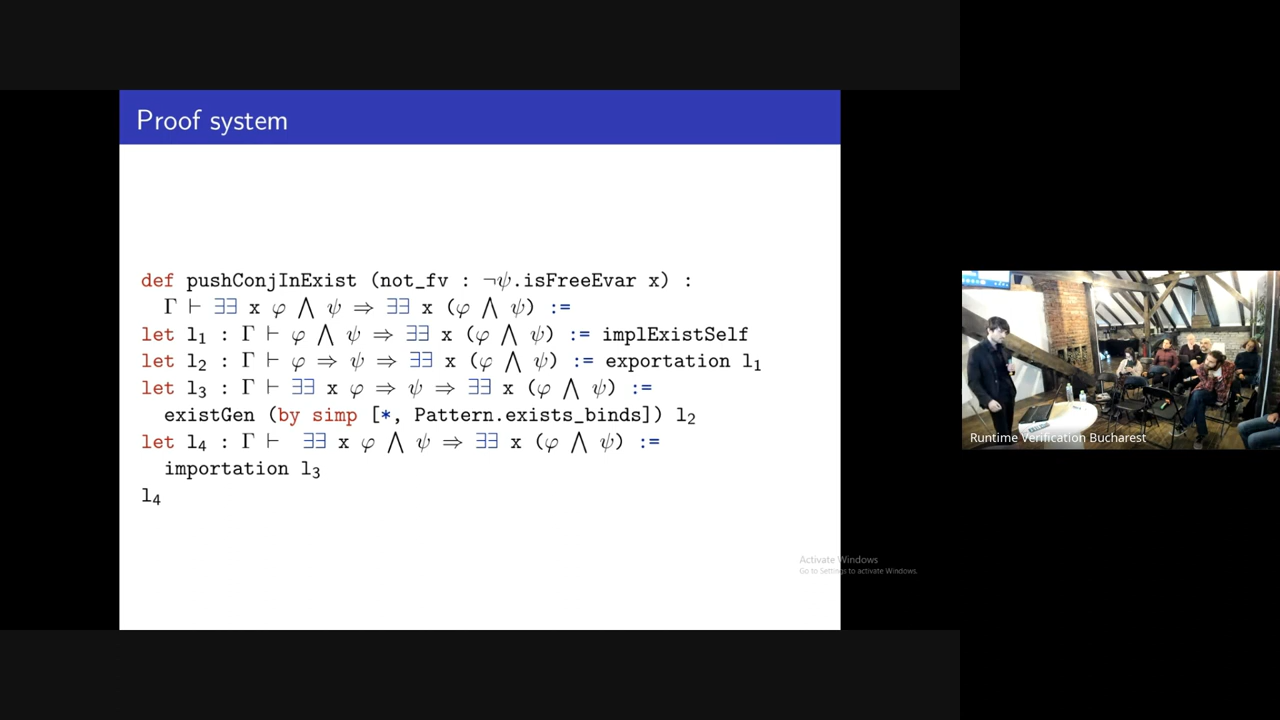 Proof system
def pushConjInExist (not_fv : ¬ψ.isFreeEvar x) :
Γ ⊢ ∃∃ x φ ⋀ ψ ⇒ ∃∃ x (φ ⋀ ψ) :=
let l₁ : Γ ⊢ φ ⋀ ψ ⇒ ∃∃ x (φ ⋀ ψ) := implExistSelf
let l₂ : Γ ⊢ φ ⇒ ψ ⇒ ∃∃ x (φ ⋀ ψ) := exportation l₁
let l₃ : Γ ⊢ ∃∃ x φ ⇒ ψ ⇒ ∃∃ x (φ ⋀ ψ) :=
existGen (by simp [*, Pattern.exists_binds]) l₂
let l₄ : Γ ⊢ ∃∃ x φ ⋀ ψ ⇒ ∃∃ x (φ ⋀ ψ) :=
importation l₃
l₄
Activate Windows
Go to Settings to activate Windows.
Runtime Verification Bucharest